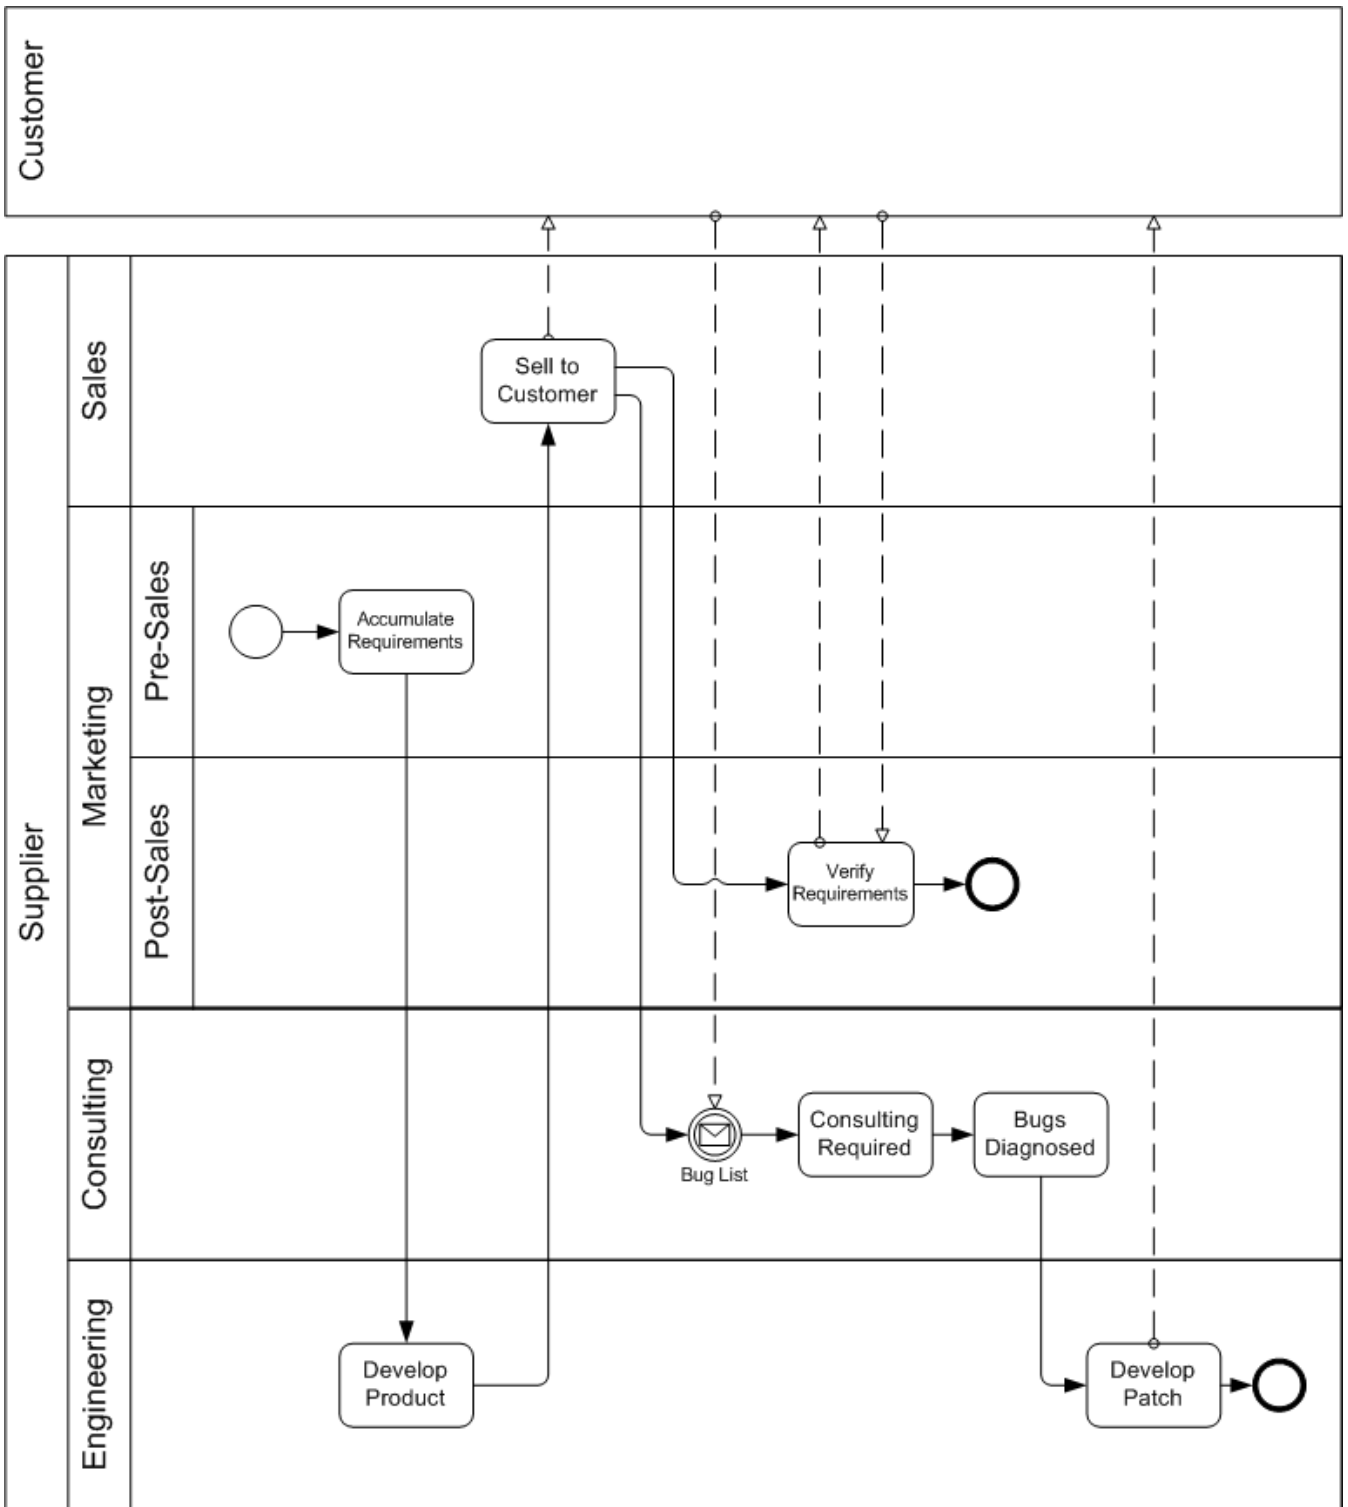 Customer
Supplier
Sales
Sell to
Customer
Marketing
Pre-Sales
Accumulate
Requirements
Post-Sales
Verify
Requirements
Consulting
Bug List
Consulting
Required
Bugs
Diagnosed
Engineering
Develop
Product
Develop
Patch